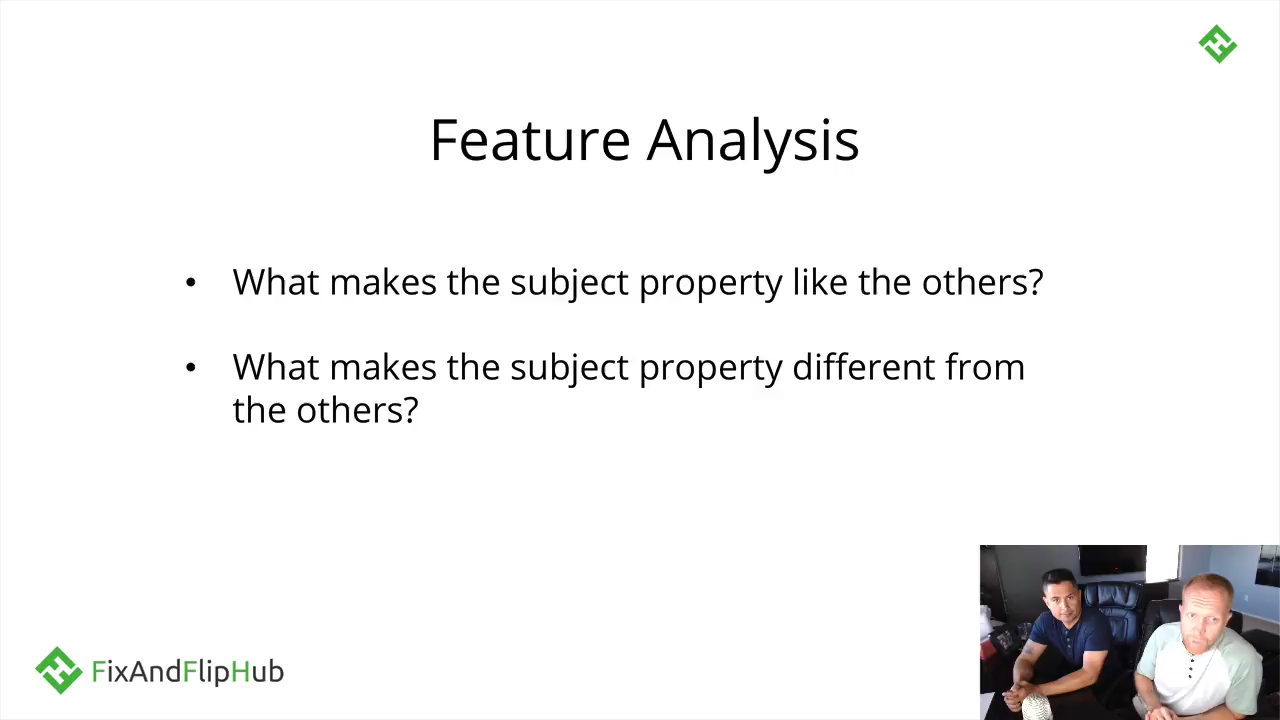 Feature Analysis
• What makes the subject property like the others?
• What makes the subject property different from
the others?
FixAndFlipHub